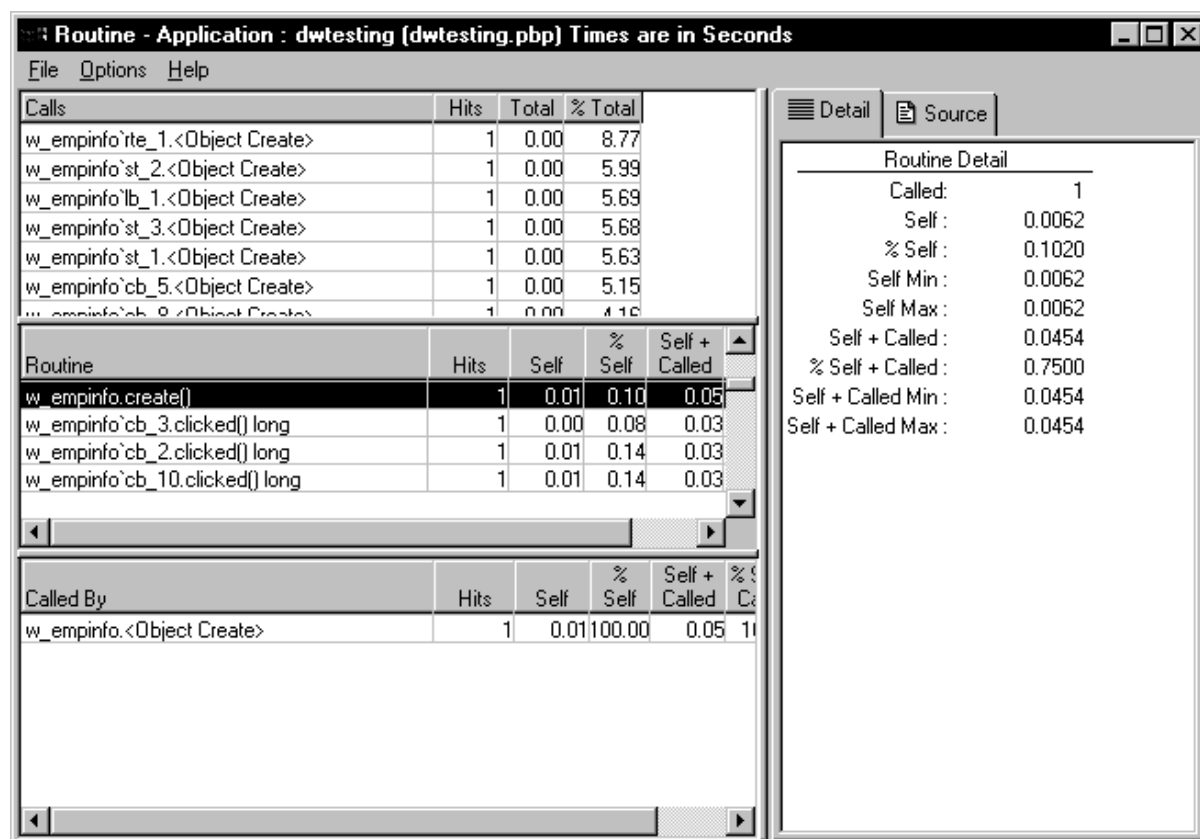 Routine - Application : dwtesting (dwtesting.pbp) Times are in Seconds
File Options Help
Calls Hits Total % Total
w_empinfo`rte_1.<Object Create> 1 0.00 8.77
w_empinfo`st_2.<Object Create> 1 0.00 5.99
w_empinfo`lb_1.<Object Create> 1 0.00 5.69
w_empinfo`st_3.<Object Create> 1 0.00 5.68
w_empinfo`st_1.<Object Create> 1 0.00 5.63
w_empinfo`cb_5.<Object Create> 1 0.00 5.15
Routine Hits Self % Self Self + Called
w_empinfo.create() 1 0.01 0.10 0.05
w_empinfo`cb_3.clicked() long 1 0.00 0.08 0.03
w_empinfo`cb_2.clicked() long 1 0.01 0.14 0.03
w_empinfo`cb_10.clicked() long 1 0.01 0.14 0.03
Called By Hits Self % Self Self + Called
w_empinfo.<Object Create> 1 0.01 100.00 0.05
Detail Source
Routine Detail
Called: 1
Self : 0.0062
% Self : 0.1020
Self Min : 0.0062
Self Max : 0.0062
Self + Called : 0.0454
% Self + Called : 0.7500
Self + Called Min : 0.0454
Self + Called Max : 0.0454